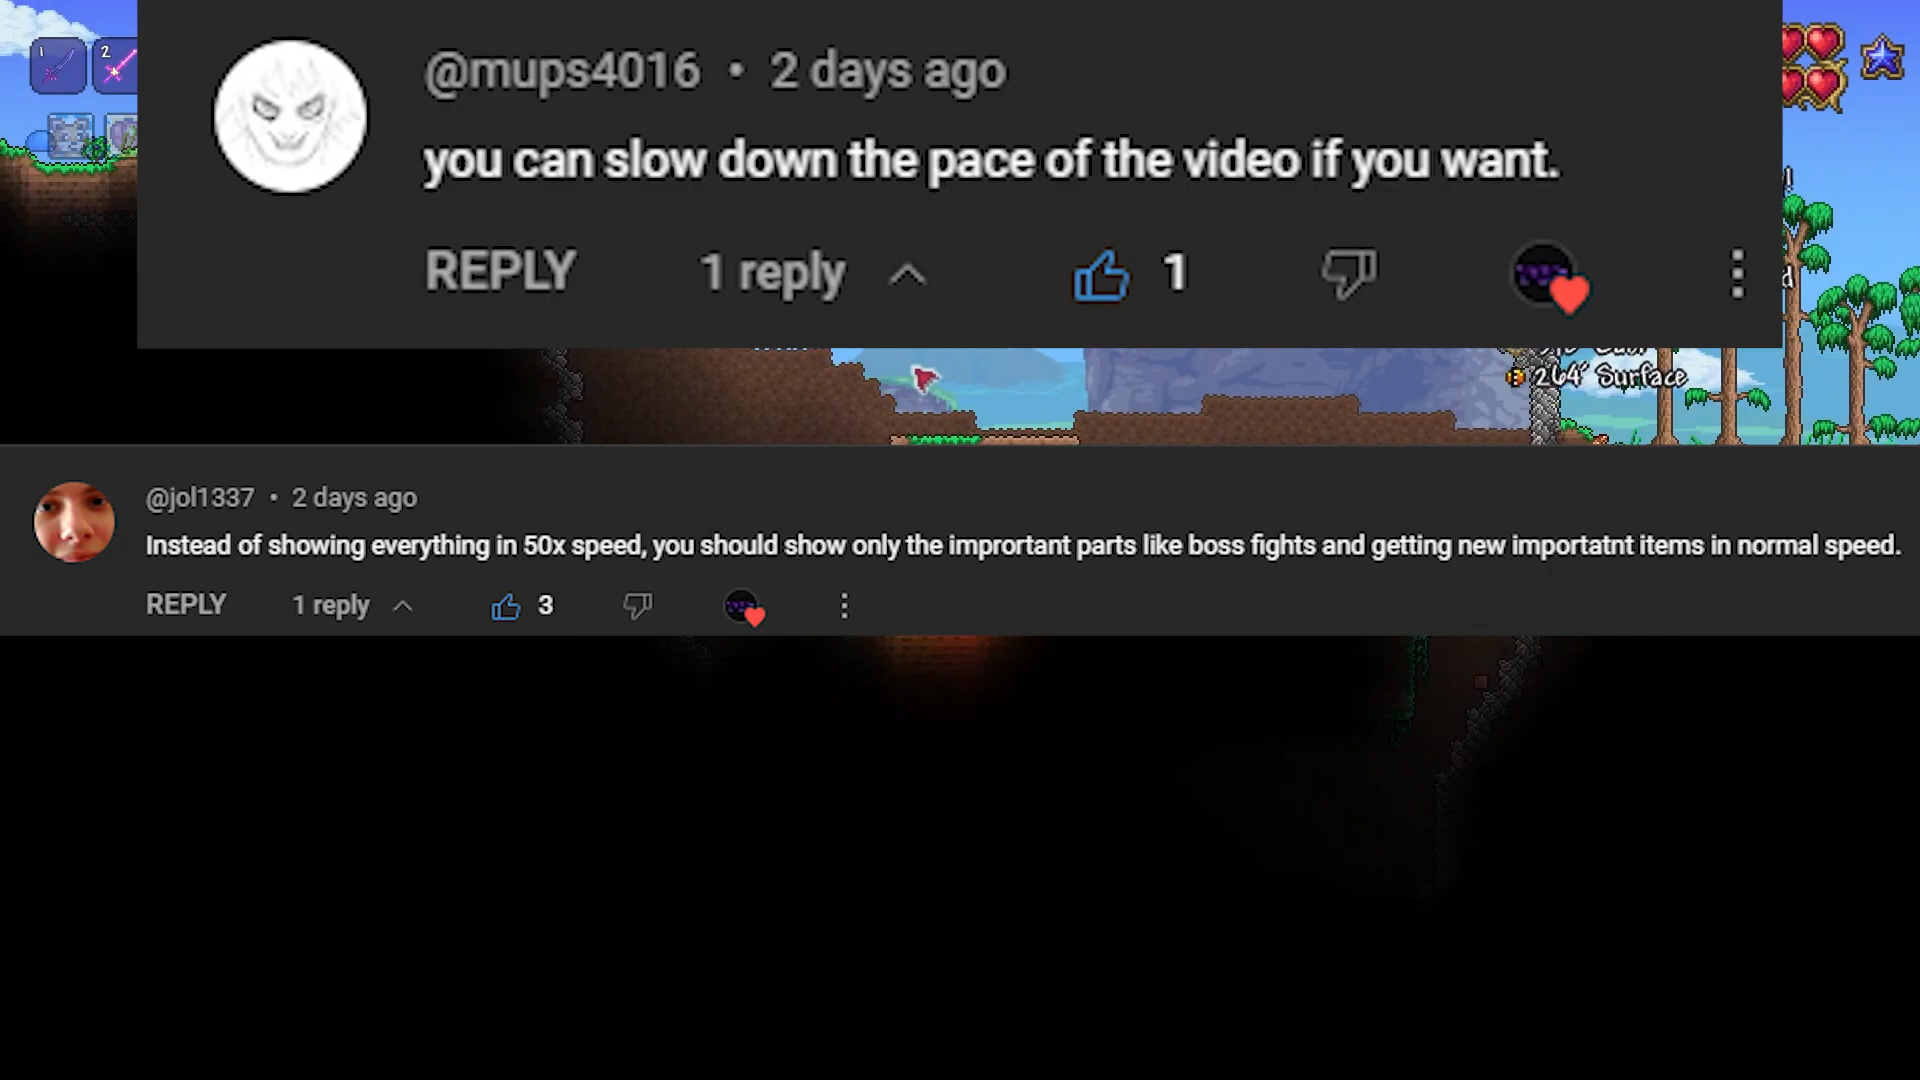 1 2
@mups4016 • 2 days ago
you can slow down the pace of the video if you want.
REPLY 1 reply 1
264' Surface
@jol1337 • 2 days ago
Instead of showing everything in 50x speed, you should show only the imprortant parts like boss fights and getting new importatnt items in normal speed.
REPLY 1 reply 3